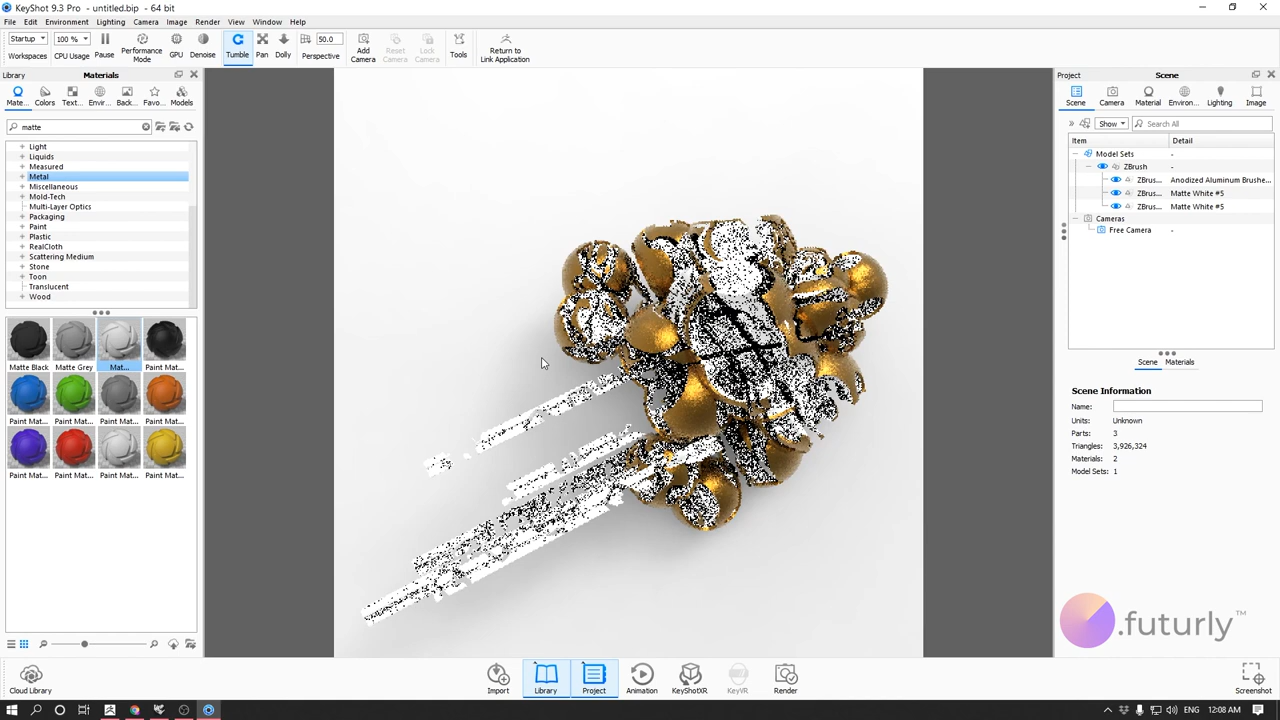 KeyShot 9.3 Pro - untitled.bip - 64 bit
File Edit Environment Lighting Camera Image Render View Window Help
Startup 100 % 50.0
Workspaces CPU Usage Pause Performance Mode GPU Denoise Tumble Pan Dolly Perspective Add Camera Reset Camera Lock Camera Tools Return to Link Application
Library Materials
Mate... Colors Text... Envir... Back... Favo... Models
matte
Light
Liquids
Measured
Metal
Miscellaneous
Mold-Tech
Multi-Layer Optics
Packaging
Paint
Plastic
RealCloth
Scattering Medium
Stone
Toon
Translucent
Wood
Matte Black Matte Grey Mat... Paint Mat...
Paint Mat... Paint Mat... Paint Mat... Paint Mat...
Paint Mat... Paint Mat... Paint Mat... Paint Mat...
Project Scene
Scene Camera Material Environ... Lighting Image
» Show Search All
Item Detail
Model Sets -
ZBrush -
ZBrus... Anodized Aluminum Brushe...
ZBrus... Matte White #5
ZBrus... Matte White #5
Cameras -
Free Camera -
Scene Materials
Scene Information
Name:
Units: Unknown
Parts: 3
Triangles: 3,926,324
Materials: 2
Model Sets: 1
.futurly™
Cloud Library Import Library Project Animation KeyShotXR KeyVR Render Screenshot
ENG 12:08 AM